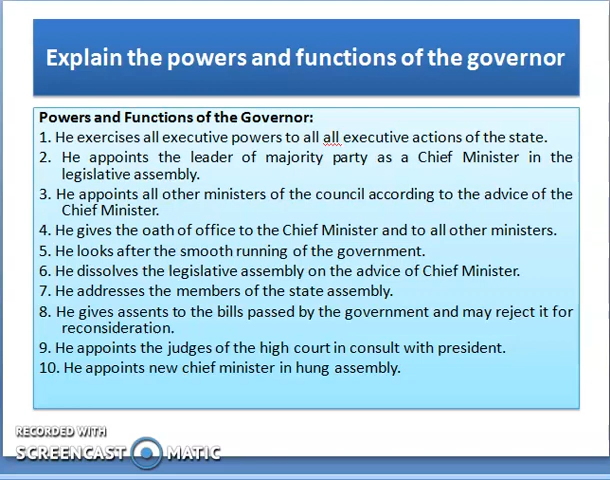 Explain the powers and functions of the governor
Powers and Functions of the Governor:
1. He exercises all executive powers to all all executive actions of the state.
2. He appoints the leader of majority party as a Chief Minister in the
legislative assembly.
3. He appoints all other ministers of the council according to the advice of the
Chief Minister.
4. He gives the oath of office to the Chief Minister and to all other ministers.
5. He looks after the smooth running of the government.
6. He dissolves the legislative assembly on the advice of Chief Minister.
7. He addresses the members of the state assembly.
8. He gives assents to the bills passed by the government and may reject it for
reconsideration.
9. He appoints the judges of the high court in consult with president.
10. He appoints new chief minister in hung assembly.
RECORDED WITH
SCREENCAST MATIC